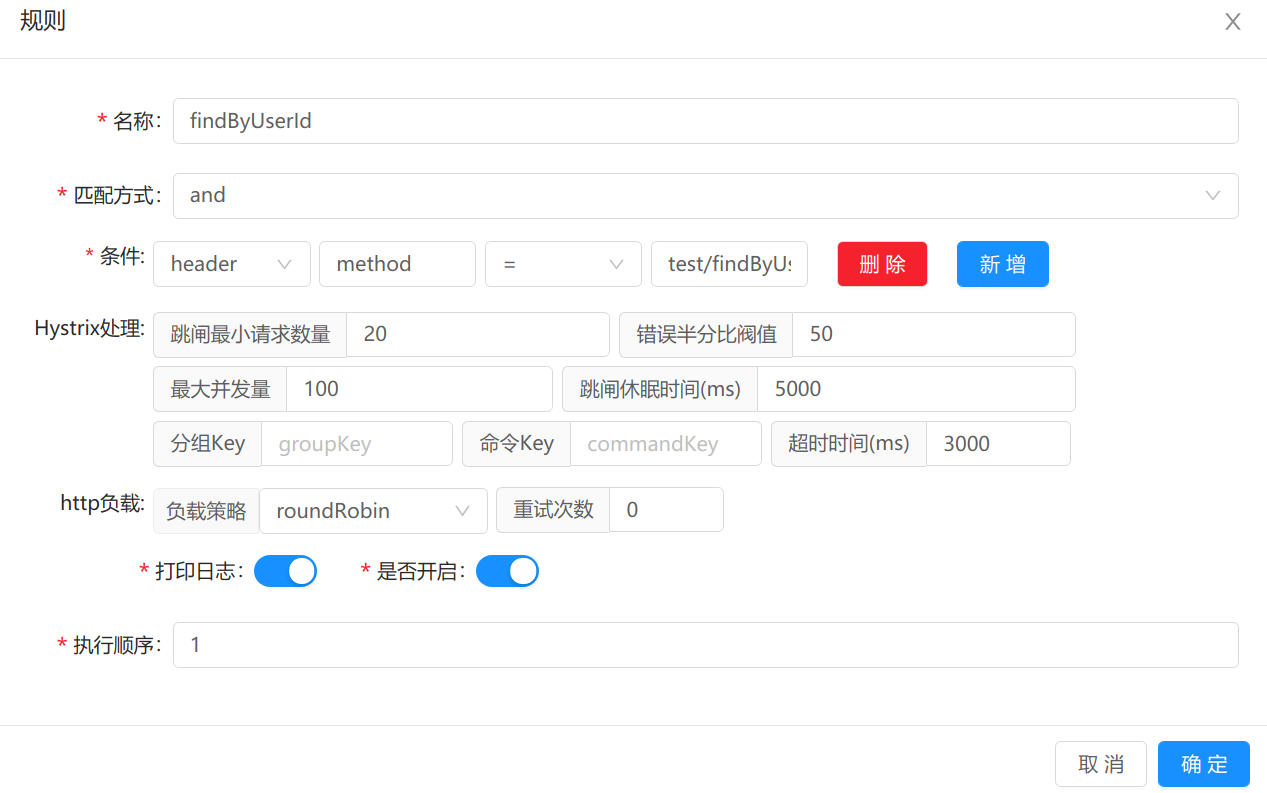 规则
* 名称: findByUserId
* 匹配方式: and
* 条件: header method = test/findByUs 删除 新增
Hystrix处理: 跳闸最小请求数量 20 错误半分比阀值 50
最大并发量 100 跳闸休眠时间(ms) 5000
分组Key groupKey 命令Key commandKey 超时时间(ms) 3000
http负载: 负载策略 roundRobin 重试次数 0
* 打印日志: * 是否开启:
* 执行顺序: 1
取消 确定